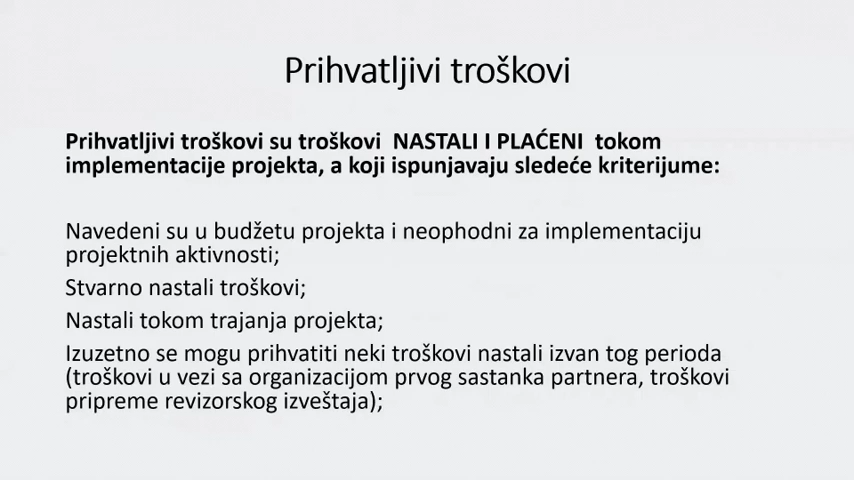 Prihvatljivi troškovi
Prihvatljivi troškovi su troškovi NASTALI I PLAĆENI tokom
implementacije projekta, a koji ispunjavaju sledeće kriterijume:
Navedeni su u budžetu projekta i neophodni za implementaciju
projektnih aktivnosti;
Stvarno nastali troškovi;
Nastali tokom trajanja projekta;
Izuzetno se mogu prihvatiti neki troškovi nastali izvan tog perioda
(troškovi u vezi sa organizacijom prvog sastanka partnera, troškovi
pripreme revizorskog izveštaja);